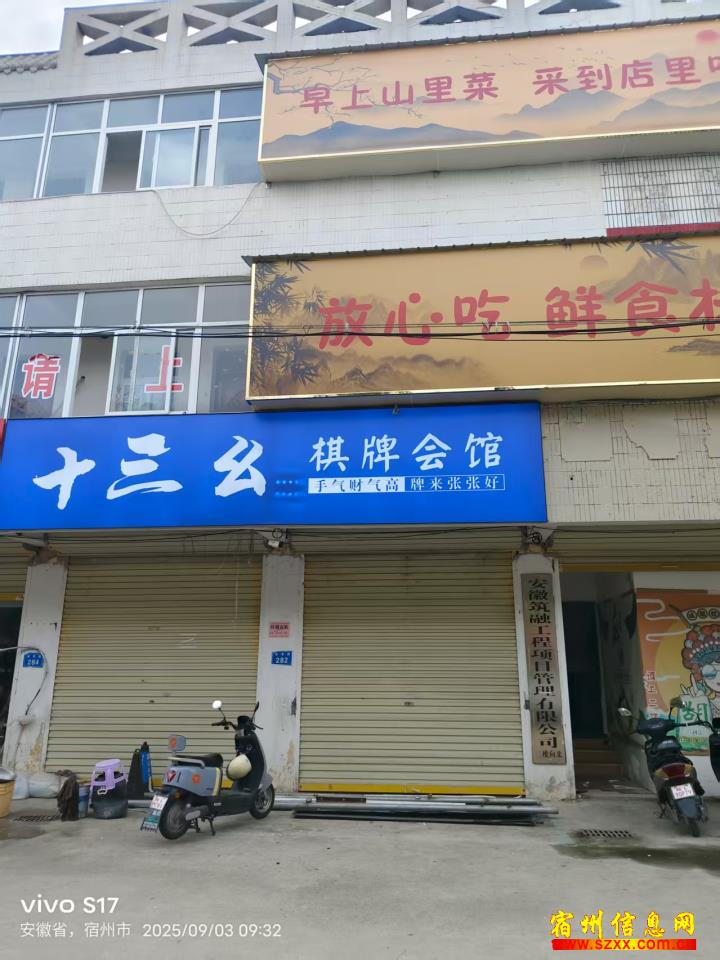 早上山里菜 采到店里
放心吃 鲜食
请上
十三幺 棋牌会馆
手气财气高 牌来张张好
安徽筑融工程项目管理有限公司
264
282
vivo S17
安徽省，宿州市 2025/09/03 09:32
宿州信息网
www.szxx.com.cn